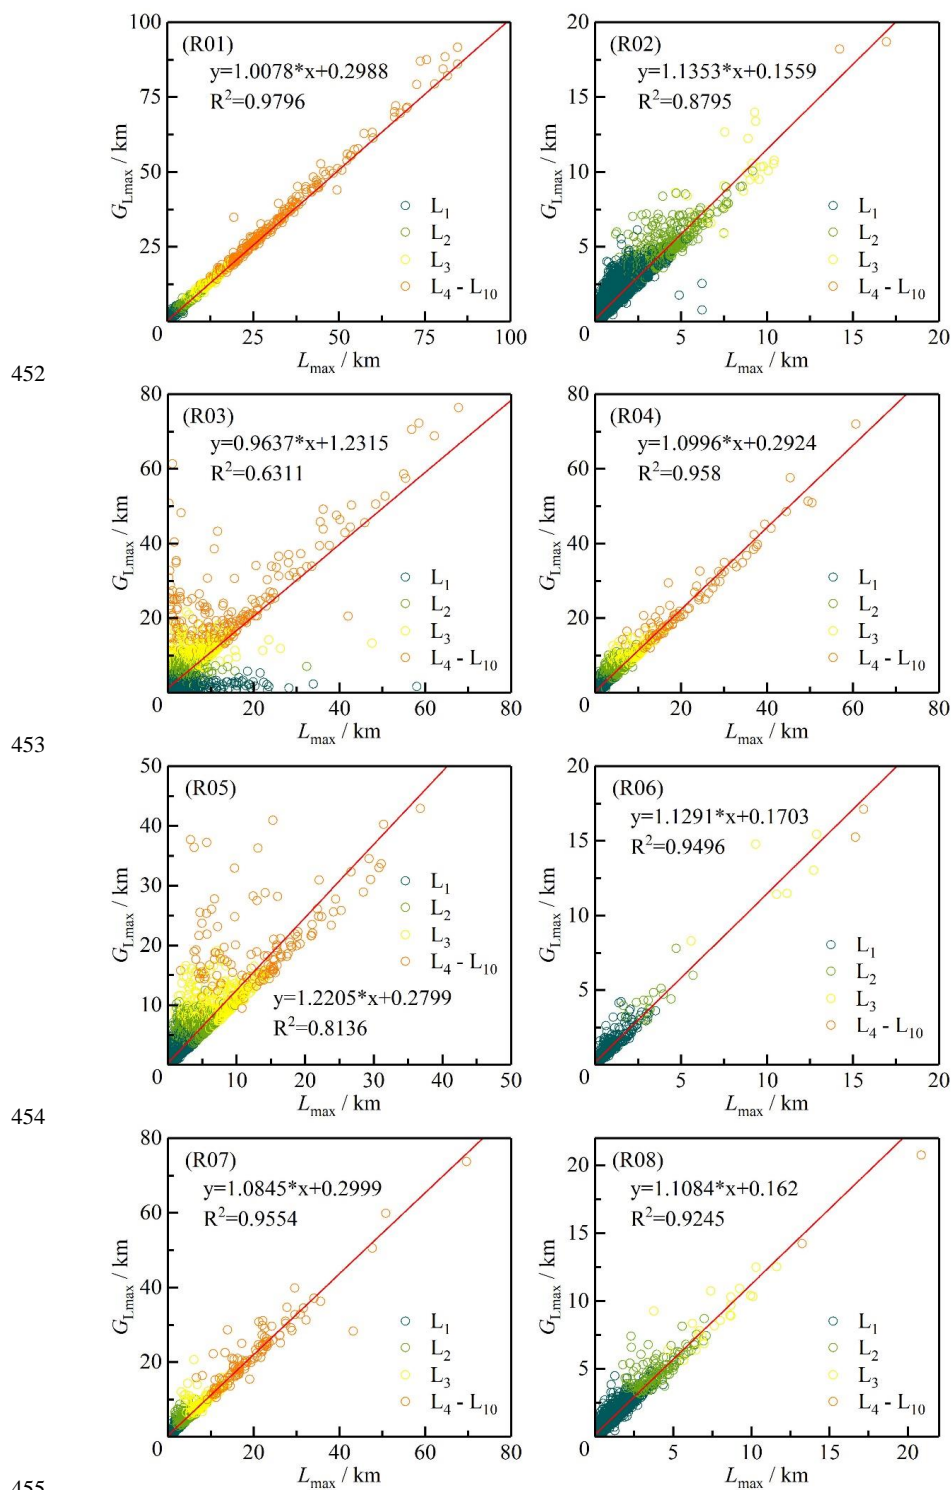 (R01)
y=1.0078*x+0.2988
R²=0.9796
100
75
50
25
0
0 25 50 75 100
G_Lmax / km
L_max / km
L₁
L₂
L₃
L₄ - L₁₀
(R02)
y=1.1353*x+0.1559
R²=0.8795
20
15
10
5
0
0 5 10 15 20
G_Lmax / km
L_max / km
L₁
L₂
L₃
L₄ - L₁₀
452
(R03)
y=0.9637*x+1.2315
R²=0.6311
80
60
40
20
0
0 20 40 60 80
G_Lmax / km
L_max / km
L₁
L₂
L₃
L₄ - L₁₀
(R04)
y=1.0996*x+0.2924
R²=0.958
80
60
40
20
0
0 20 40 60 80
G_Lmax / km
L_max / km
L₁
L₂
L₃
L₄ - L₁₀
453
(R05)
50
40
30
20
10
0
0 10 20 30 40 50
G_Lmax / km
L_max / km
L₁
L₂
L₃
L₄ - L₁₀
y=1.2205*x+0.2799
R²=0.8136
(R06)
y=1.1291*x+0.1703
R²=0.9496
20
15
10
5
0
0 5 10 15 20
G_Lmax / km
L_max / km
L₁
L₂
L₃
L₄ - L₁₀
454
(R07)
y=1.0845*x+0.2999
R²=0.9554
80
60
40
20
0
0 20 40 60 80
G_Lmax / km
L_max / km
L₁
L₂
L₃
L₄ - L₁₀
(R08)
y=1.1084*x+0.162
R²=0.9245
20
15
10
5
0
0 5 10 15 20
G_Lmax / km
L_max / km
L₁
L₂
L₃
L₄ - L₁₀
455